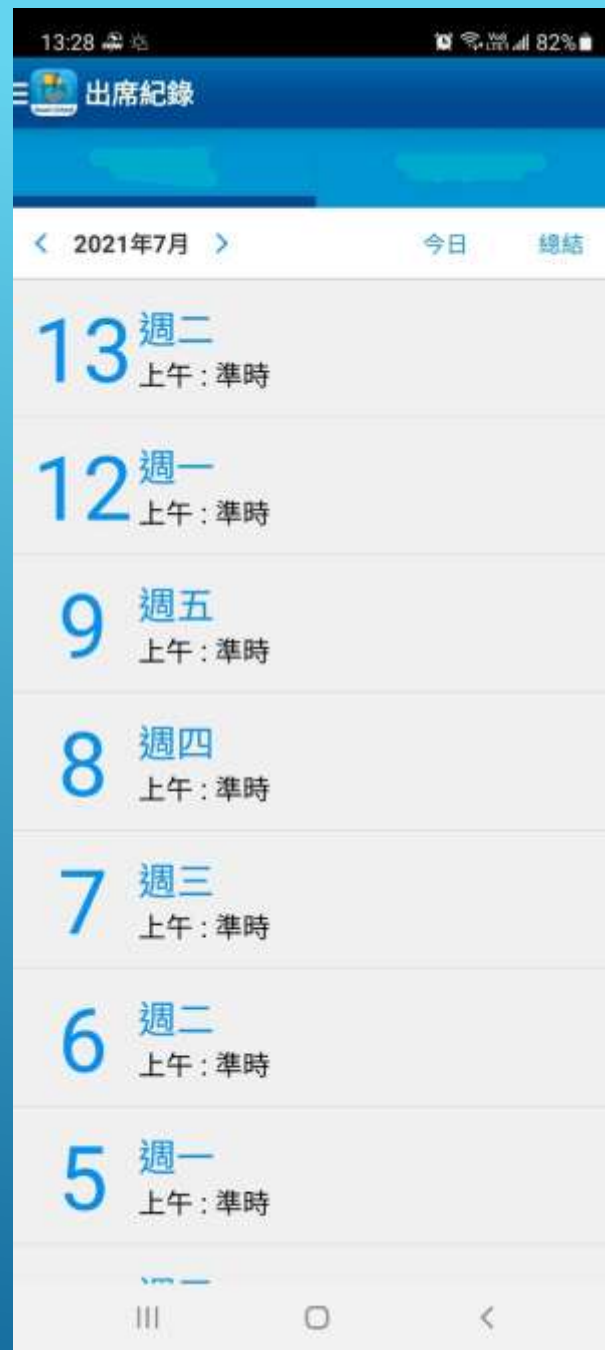 13:28
82%
出席紀錄
2021年7月
今日
總結
13
週二
上午 : 準時
12
週一
上午 : 準時
9
週五
上午 : 準時
8
週四
上午 : 準時
7
週三
上午 : 準時
6
週二
上午 : 準時
5
週一
上午 : 準時